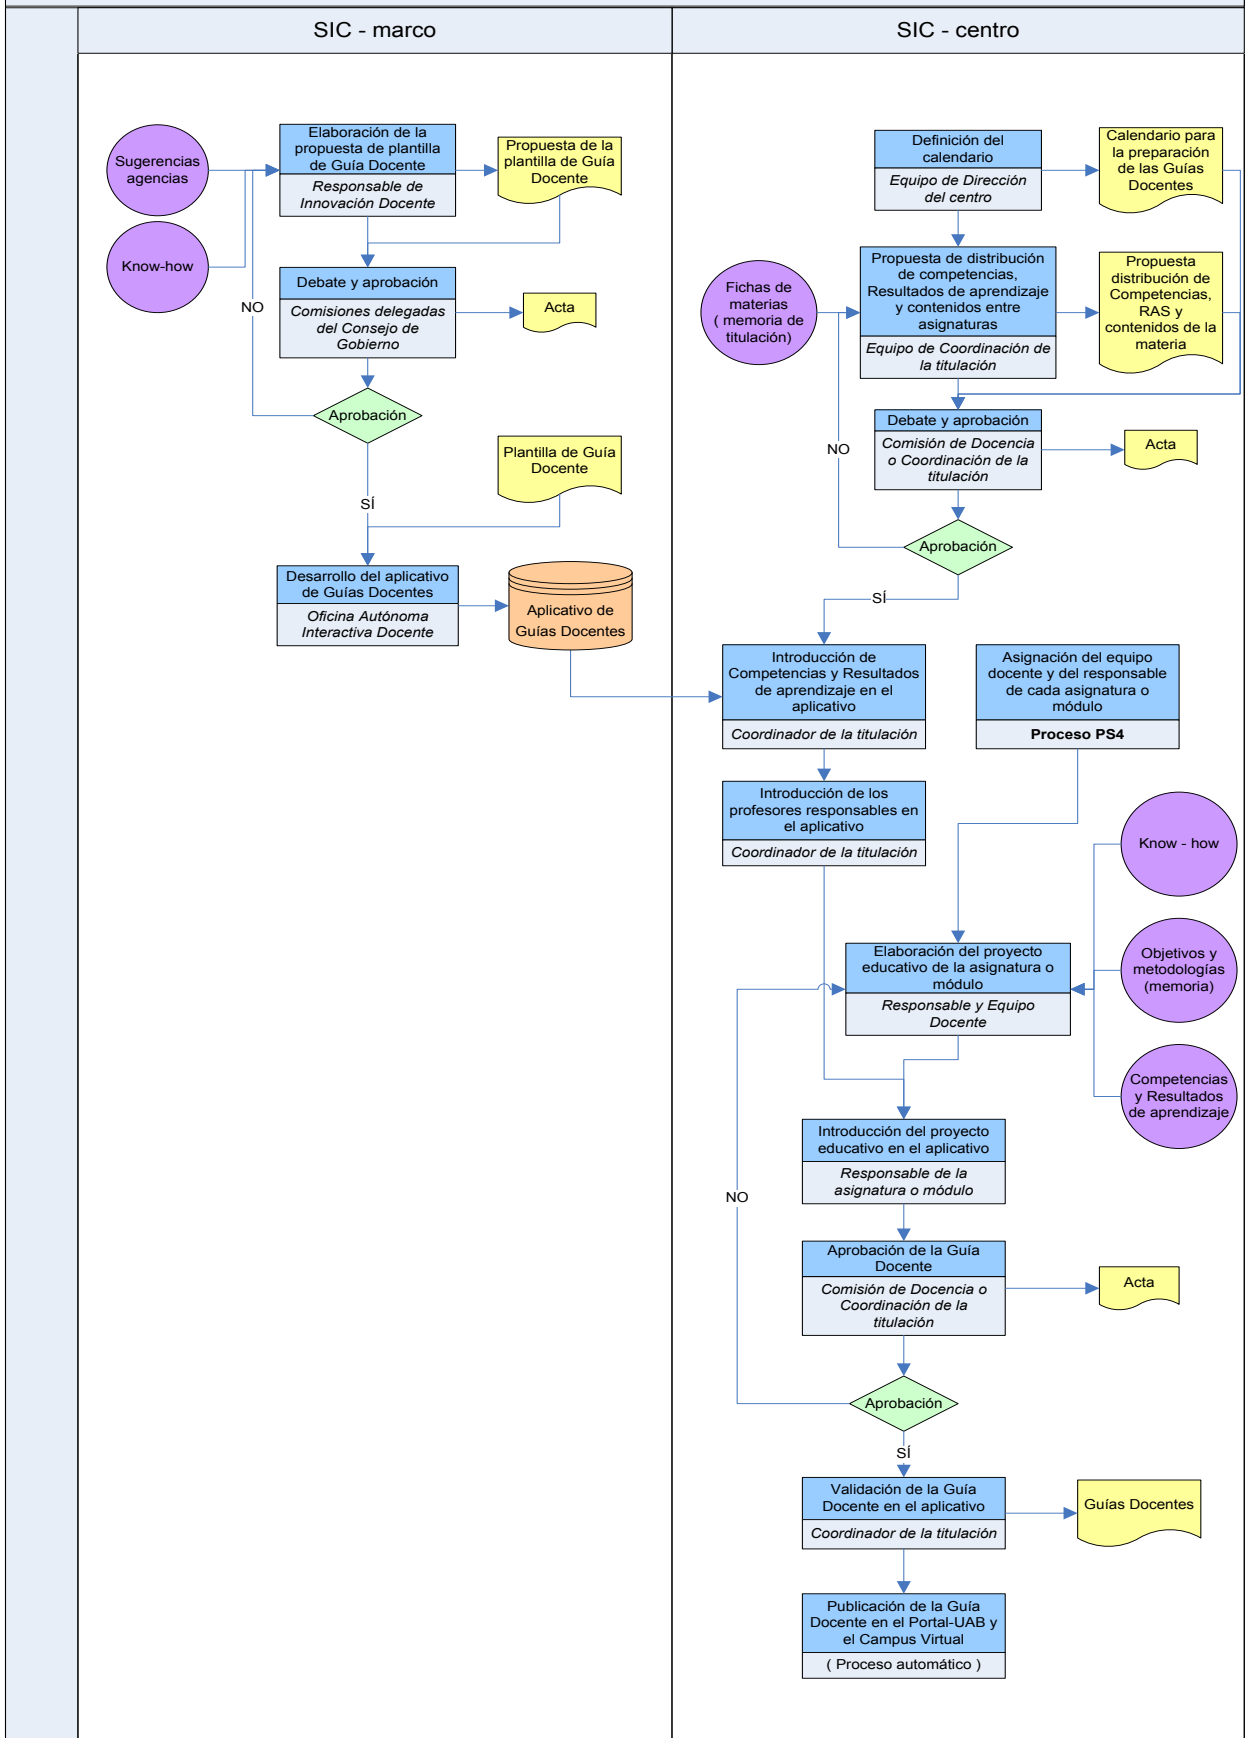 SIC - marco
SIC - centro
Sugerencias
agencias
Know-how
Elaboración de la
propuesta de plantilla
de Guía Docente
Responsable de
Innovación Docente
Propuesta de la
plantilla de Guía
Docente
Debate y aprobación
Comisiones delegadas
del Consejo de
Gobierno
Acta
NO
Aprobación
Plantilla de Guía
Docente
SÍ
Desarrollo del aplicativo
de Guías Docentes
Oficina Autónoma
Interactiva Docente
Aplicativo de
Guías Docentes
Definición del
calendario
Equipo de Dirección
del centro
Calendario para
la preparación
de las Guías
Docentes
Fichas de
materias
( memoria de
titulación)
Propuesta de distribución
de competencias,
Resultados de aprendizaje
y contenidos entre
asignaturas
Equipo de Coordinación de
la titulación
Propuesta
distribución de
Competencias,
RAS y
contenidos de la
materia
Debate y aprobación
Comisión de Docencia
o Coordinación de la
titulación
Acta
NO
Aprobación
SÍ
Introducción de
Competencias y Resultados
de aprendizaje en el
aplicativo
Coordinador de la titulación
Asignación del equipo
docente y del responsable
de cada asignatura o
módulo
Proceso PS4
Introducción de los
profesores responsables en
el aplicativo
Coordinador de la titulación
Know - how
Elaboración del proyecto
educativo de la asignatura o
módulo
Responsable y Equipo
Docente
Objetivos y
metodologías
(memoria)
Competencias
y Resultados
de aprendizaje
Introducción del proyecto
educativo en el aplicativo
Responsable de la
asignatura o módulo
NO
Aprobación de la Guía
Docente
Comisión de Docencia o
Coordinación de la
titulación
Acta
Aprobación
SÍ
Validación de la Guía
Docente en el aplicativo
Coordinador de la titulación
Guías Docentes
Publicación de la Guía
Docente en el Portal-UAB y
el Campus Virtual
( Proceso automático )